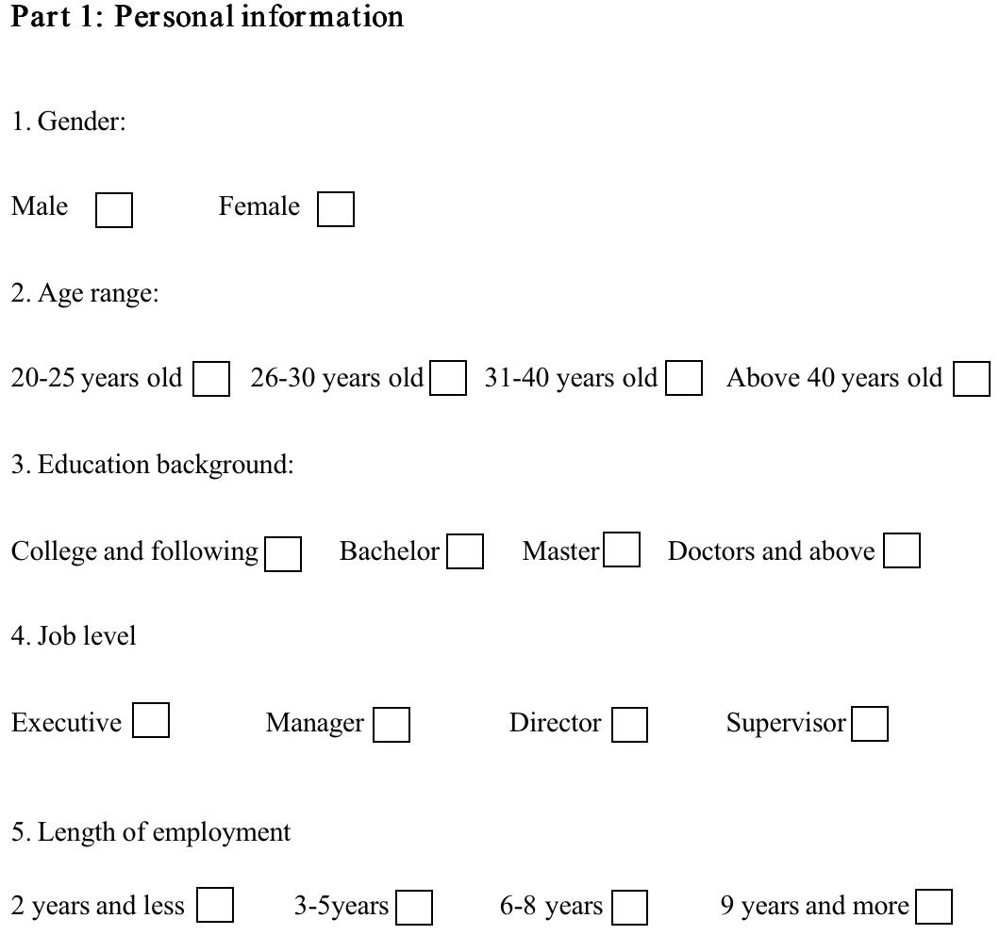 Part 1: Personal information
1. Gender:
Male Female
2. Age range:
20-25 years old 26-30 years old 31-40 years old Above 40 years old
3. Education background:
College and following Bachelor Master Doctors and above
4. Job level
Executive Manager Director Supervisor
5. Length of employment
2 years and less 3-5years 6-8 years 9 years and more